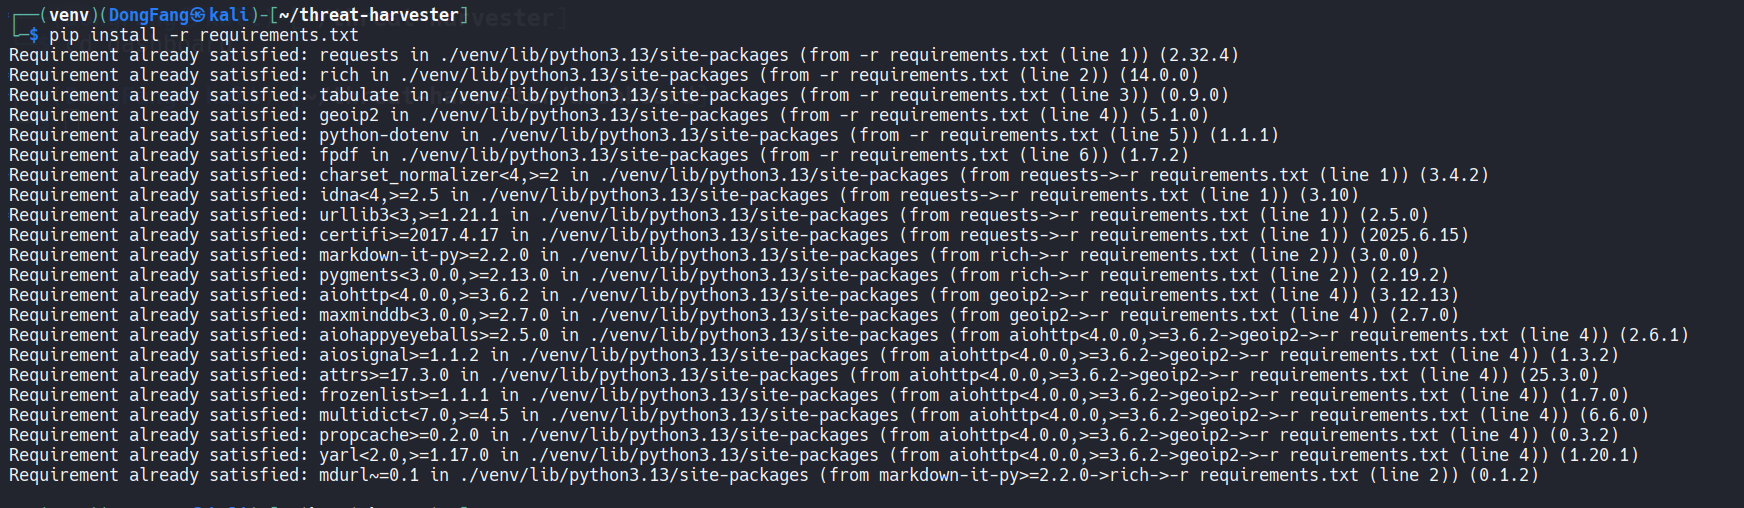 ┌──(venv)(DongFang㉿kali)-[~/threat-harvester]
└─$ pip install -r requirements.txt
Requirement already satisfied: requests in ./venv/lib/python3.13/site-packages (from -r requirements.txt (line 1)) (2.32.4)
Requirement already satisfied: rich in ./venv/lib/python3.13/site-packages (from -r requirements.txt (line 2)) (14.0.0)
Requirement already satisfied: tabulate in ./venv/lib/python3.13/site-packages (from -r requirements.txt (line 3)) (0.9.0)
Requirement already satisfied: geoip2 in ./venv/lib/python3.13/site-packages (from -r requirements.txt (line 4)) (5.1.0)
Requirement already satisfied: python-dotenv in ./venv/lib/python3.13/site-packages (from -r requirements.txt (line 5)) (1.1.1)
Requirement already satisfied: fpdf in ./venv/lib/python3.13/site-packages (from -r requirements.txt (line 6)) (1.7.2)
Requirement already satisfied: charset_normalizer<4,>=2 in ./venv/lib/python3.13/site-packages (from requests->-r requirements.txt (line 1)) (3.4.2)
Requirement already satisfied: idna<4,>=2.5 in ./venv/lib/python3.13/site-packages (from requests->-r requirements.txt (line 1)) (3.10)
Requirement already satisfied: urllib3<3,>=1.21.1 in ./venv/lib/python3.13/site-packages (from requests->-r requirements.txt (line 1)) (2.5.0)
Requirement already satisfied: certifi>=2017.4.17 in ./venv/lib/python3.13/site-packages (from requests->-r requirements.txt (line 1)) (2025.6.15)
Requirement already satisfied: markdown-it-py>=2.2.0 in ./venv/lib/python3.13/site-packages (from rich->-r requirements.txt (line 2)) (3.0.0)
Requirement already satisfied: pygments<3.0.0,>=2.13.0 in ./venv/lib/python3.13/site-packages (from rich->-r requirements.txt (line 2)) (2.19.2)
Requirement already satisfied: aiohttp<4.0.0,>=3.6.2 in ./venv/lib/python3.13/site-packages (from geoip2->-r requirements.txt (line 4)) (3.12.13)
Requirement already satisfied: maxminddb<3.0.0,>=2.7.0 in ./venv/lib/python3.13/site-packages (from geoip2->-r requirements.txt (line 4)) (2.7.0)
Requirement already satisfied: aiohappyeyeballs>=2.5.0 in ./venv/lib/python3.13/site-packages (from aiohttp<4.0.0,>=3.6.2->geoip2->-r requirements.txt (line 4)) (2.6.1)
Requirement already satisfied: aiosignal>=1.1.2 in ./venv/lib/python3.13/site-packages (from aiohttp<4.0.0,>=3.6.2->geoip2->-r requirements.txt (line 4)) (1.3.2)
Requirement already satisfied: attrs>=17.3.0 in ./venv/lib/python3.13/site-packages (from aiohttp<4.0.0,>=3.6.2->geoip2->-r requirements.txt (line 4)) (25.3.0)
Requirement already satisfied: frozenlist>=1.1.1 in ./venv/lib/python3.13/site-packages (from aiohttp<4.0.0,>=3.6.2->geoip2->-r requirements.txt (line 4)) (1.7.0)
Requirement already satisfied: multidict<7.0,>=4.5 in ./venv/lib/python3.13/site-packages (from aiohttp<4.0.0,>=3.6.2->geoip2->-r requirements.txt (line 4)) (6.6.0)
Requirement already satisfied: propcache>=0.2.0 in ./venv/lib/python3.13/site-packages (from aiohttp<4.0.0,>=3.6.2->geoip2->-r requirements.txt (line 4)) (0.3.2)
Requirement already satisfied: yarl<2.0,>=1.17.0 in ./venv/lib/python3.13/site-packages (from aiohttp<4.0.0,>=3.6.2->geoip2->-r requirements.txt (line 4)) (1.20.1)
Requirement already satisfied: mdurl~=0.1 in ./venv/lib/python3.13/site-packages (from markdown-it-py>=2.2.0->rich->-r requirements.txt (line 2)) (0.1.2)